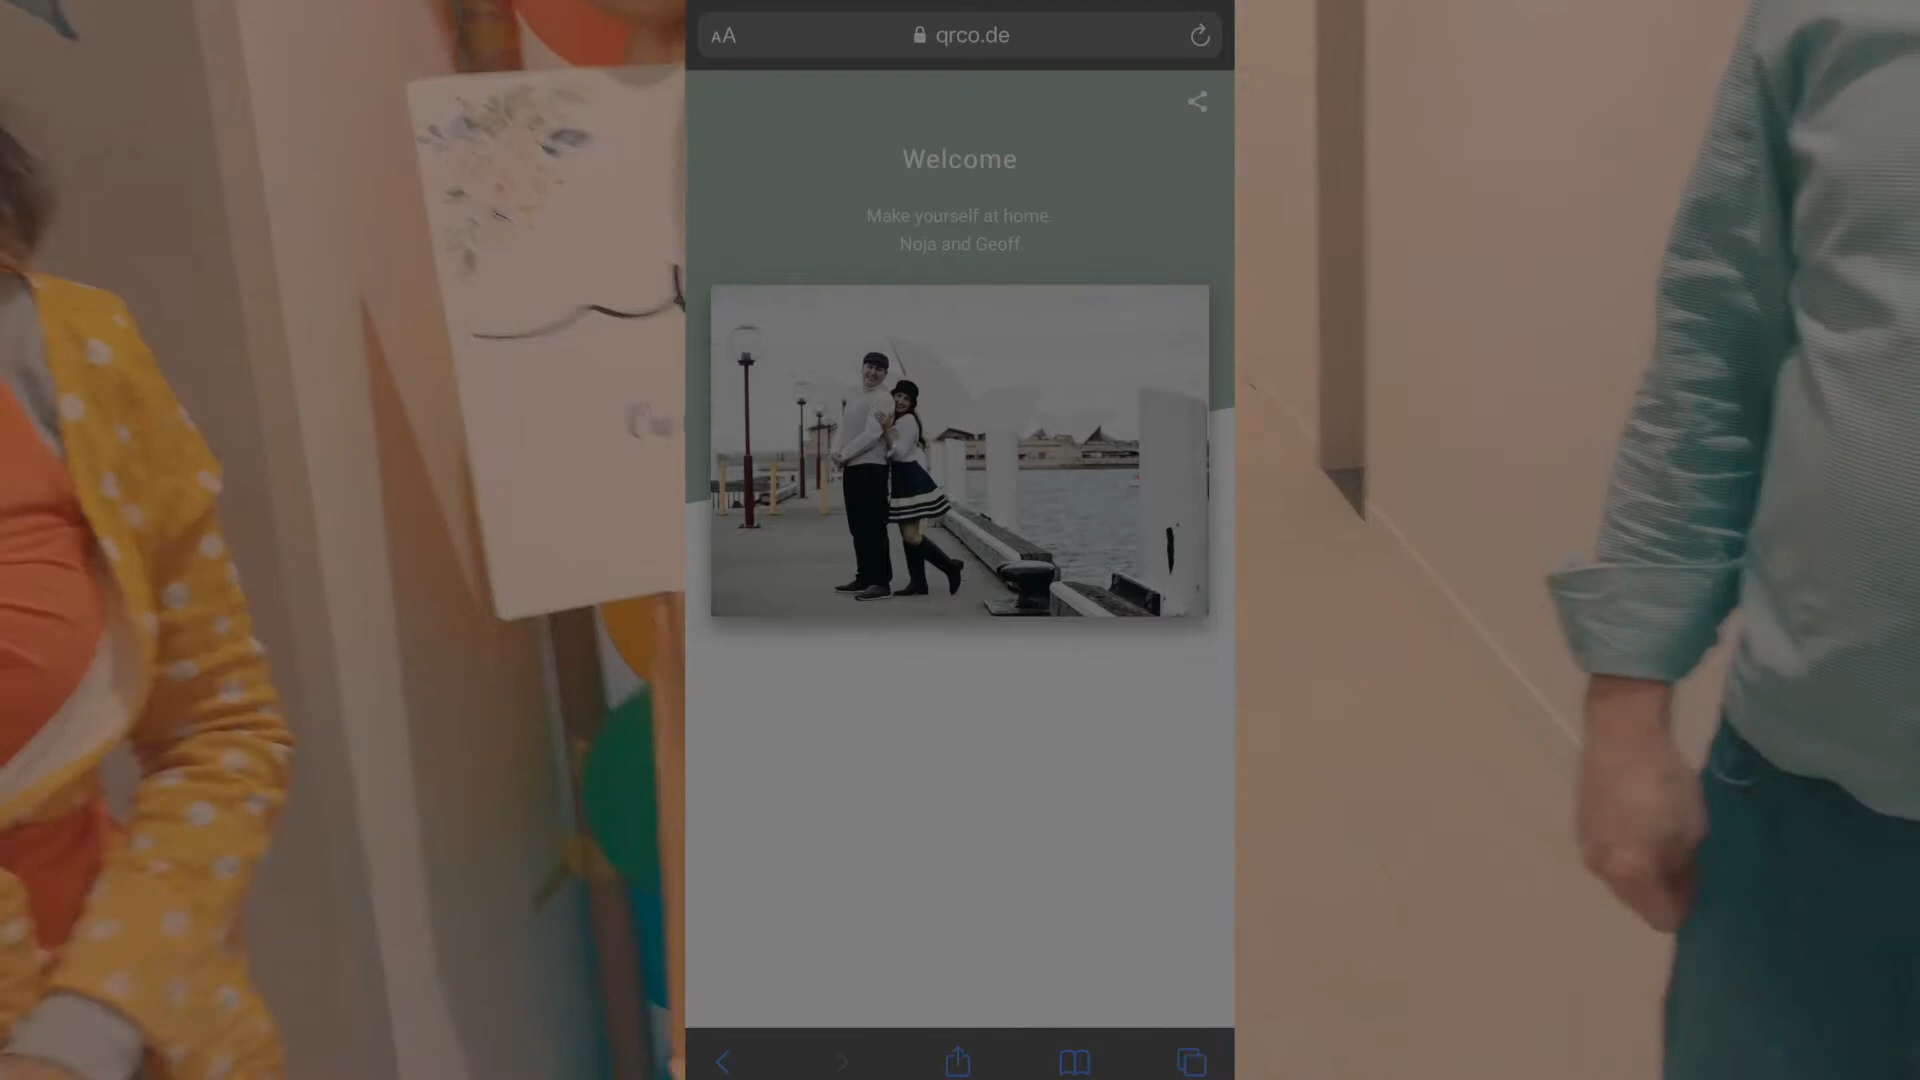 AA
qrco.de
Welcome
Make yourself at home.
Noja and Geoff